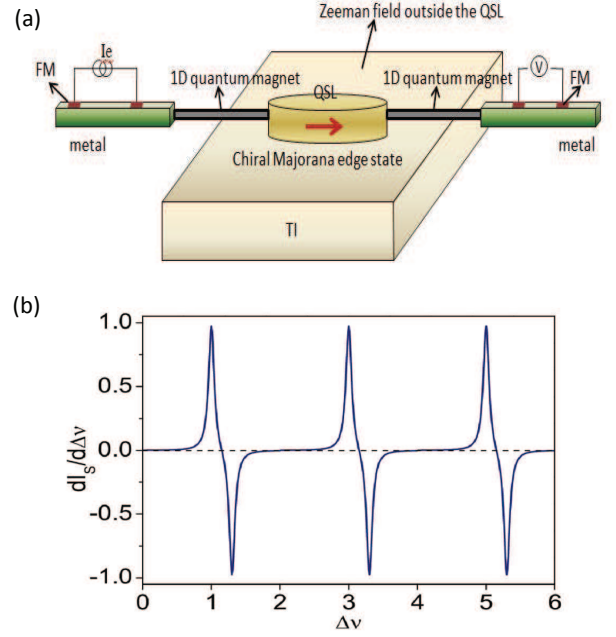 (a)
Zeeman field outside the QSL
Ie
FM
1D quantum magnet
QSL
1D quantum magnet
V
FM
metal
Chiral Majorana edge state
metal
TI
(b)
1.0
0.5
0.0
-0.5
-1.0
dIₛ/dΔν
0 1 2 3 4 5 6
Δν